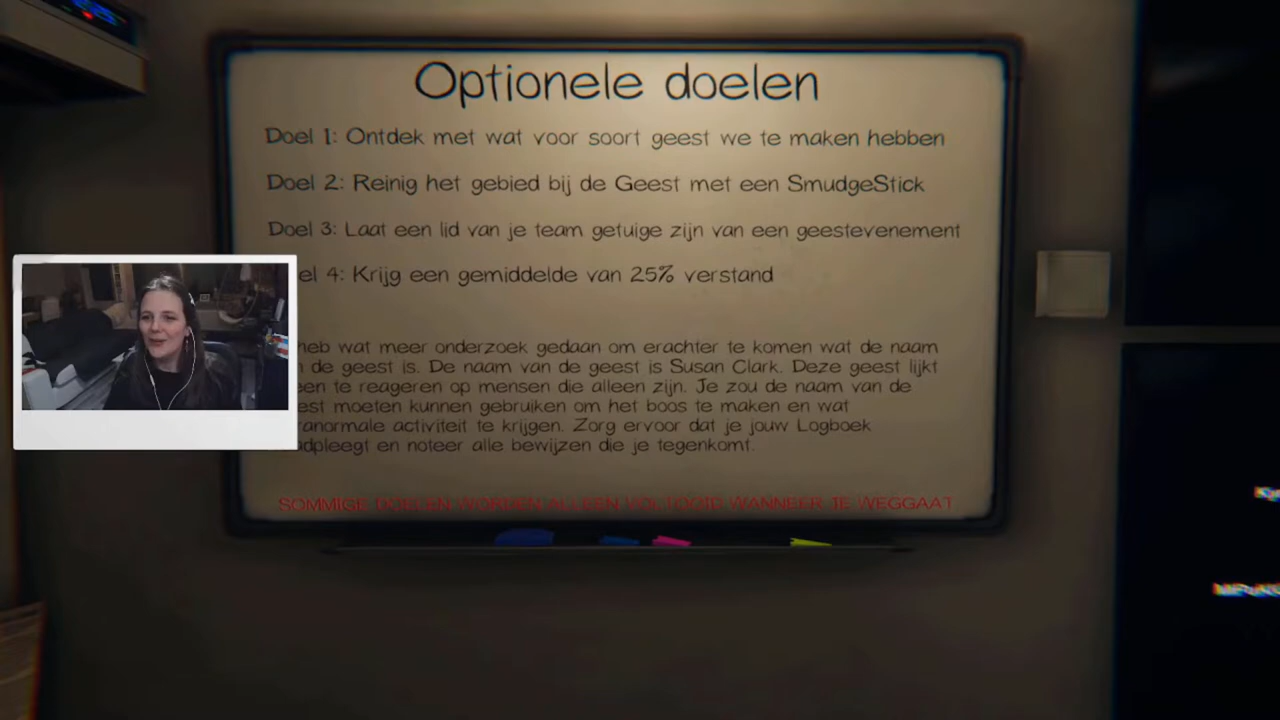 Optionele doelen
Doel 1: Ontdek met wat voor soort geest we te maken hebben
Doel 2: Reinig het gebied bij de Geest met een SmudgeStick
Doel 3: Laat een lid van je team getuige zijn van een geestevenement
el 4: Krijg een gemiddelde van 25% verstand
heb wat meer onderzoek gedaan om erachter te komen wat de naam
de geest is. De naam van de geest is Susan Clark. Deze geest lijkt
een te reageren op mensen die alleen zijn. Je zou de naam van de
est moeten kunnen gebruiken om het boos te maken en wat
ranormale activiteit te krijgen. Zorg ervoor dat je jouw Logboek
adpleegt en noteer alle bewijzen die je tegenkomt.
SOMMIGE DOELEN WORDEN ALLEEN VOLTOOID WANNEER JE WEGGAAT